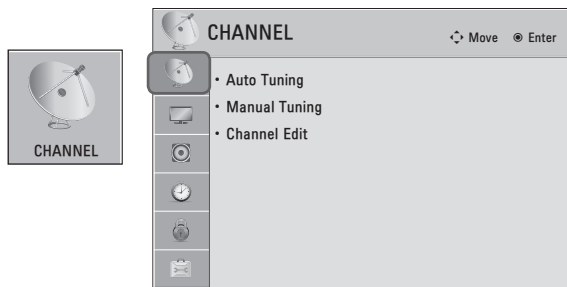 CHANNEL
CHANNEL Move Enter
• Auto Tuning
• Manual Tuning
• Channel Edit